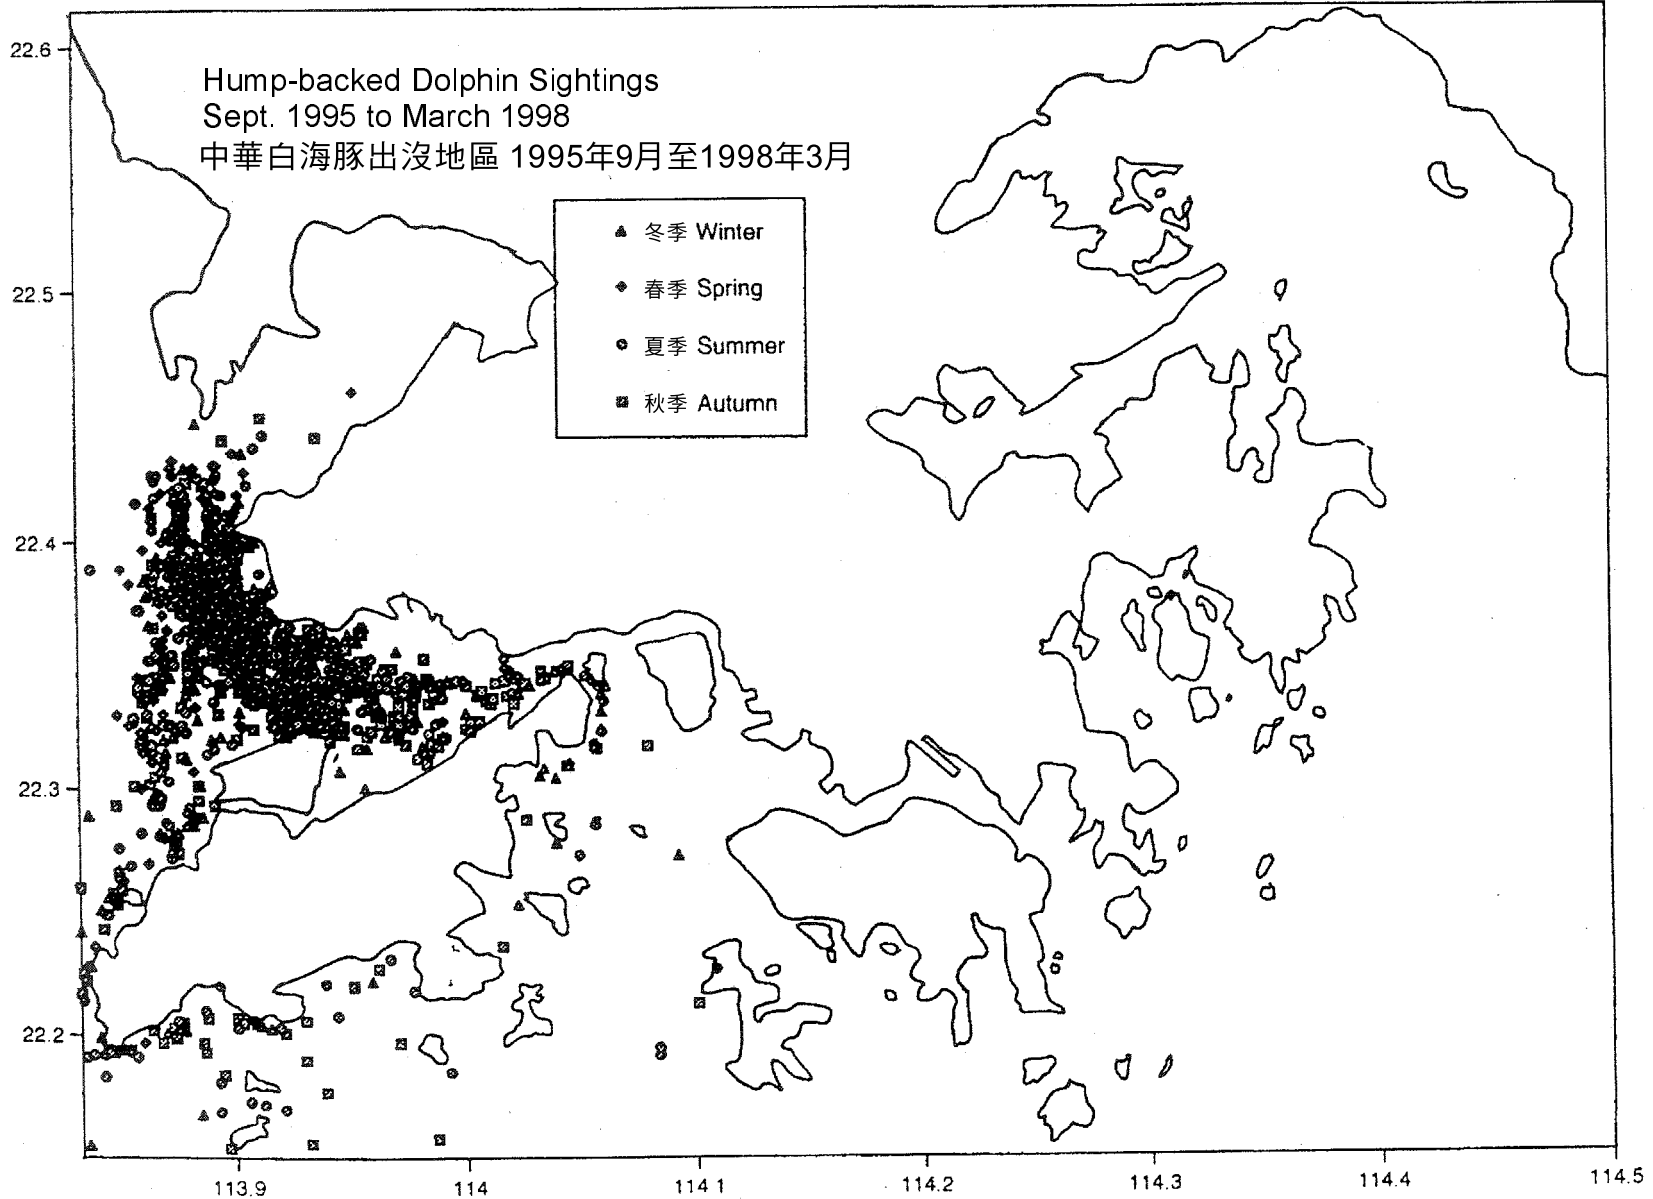 Hump-backed Dolphin Sightings
Sept. 1995 to March 1998
中華白海豚出沒地區 1995年9月至1998年3月
冬季 Winter
春季 Spring
夏季 Summer
秋季 Autumn
22.6
22.5
22.4
22.3
22.2
113.9
114
114 1
114.2
114.3
114.4
114.5